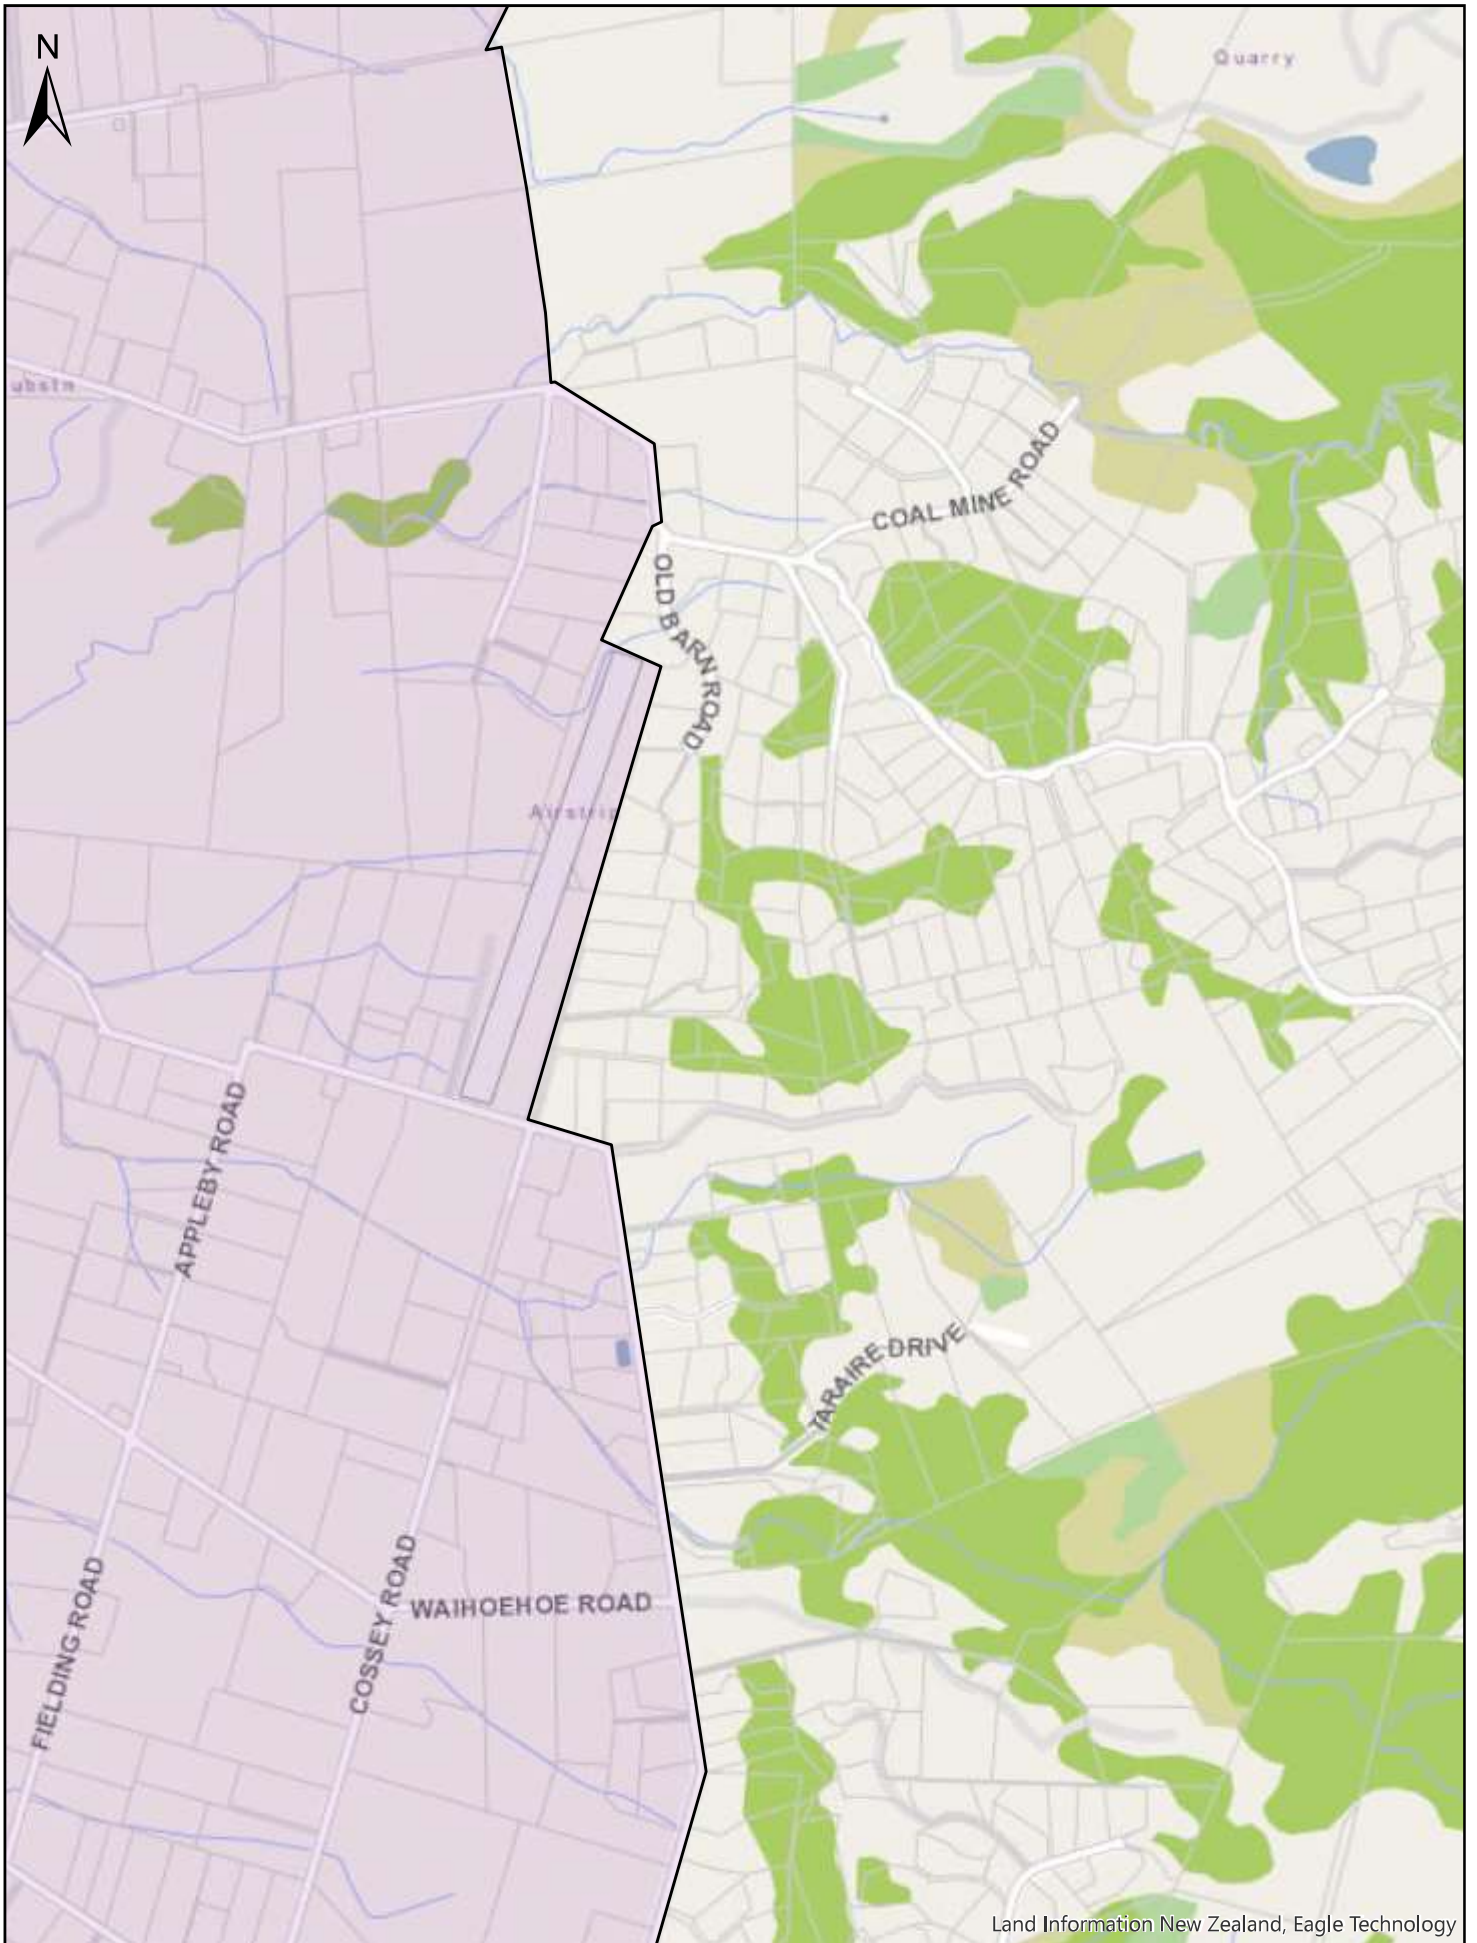 N
Quarry
ubstn
COAL MINE ROAD
OLD BARN ROAD
Airstrip
APPLEBY ROAD
TARAIRE DRIVE
FIELDING ROAD
COSSEY ROAD
WAIHOEHOE ROAD
Land Information New Zealand, Eagle Technology